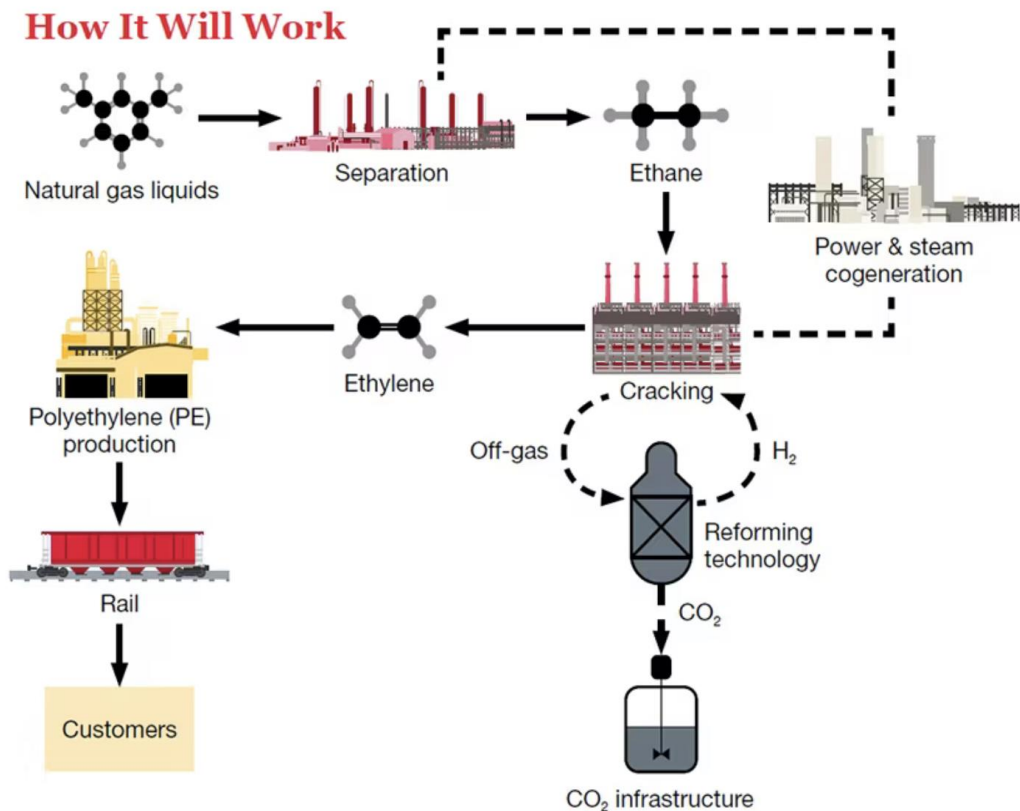 How It Will Work
Natural gas liquids
Separation
Ethane
Power & steam
cogeneration
Polyethylene (PE)
production
Ethylene
Cracking
Off-gas
H₂
Reforming
technology
Rail
CO₂
Customers
CO₂ infrastructure